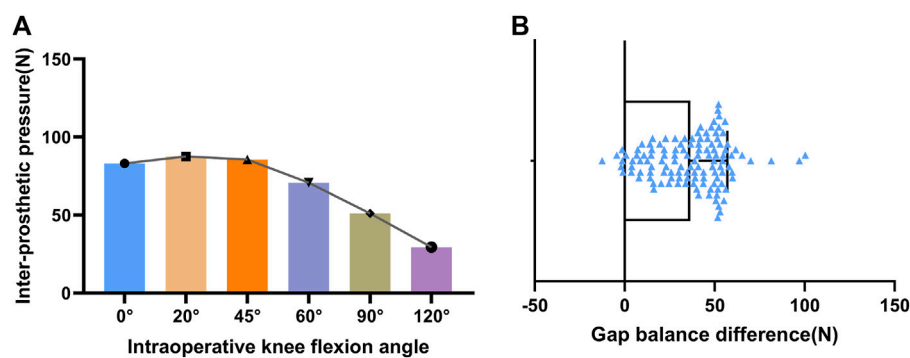 A
Inter-prosthetic pressure(N)
150
100
50
0
0° 20° 45° 60° 90° 120°
Intraoperative knee flexion angle
B
-50 0 50 100 150
Gap balance difference(N)